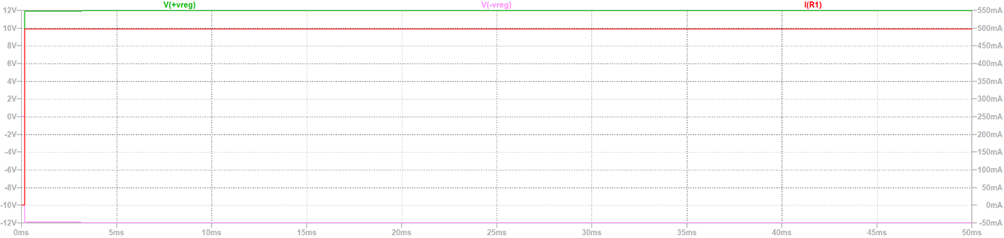 V(+vreg) V(-vreg) I(R1)
12V 550mA
10V 500mA
8V 450mA
6V 400mA
4V 350mA
2V 300mA
0V 250mA
-2V 200mA
-4V 150mA
-6V 100mA
-8V 50mA
-10V 0mA
-12V -50mA
0ms 5ms 10ms 15ms 20ms 25ms 30ms 35ms 40ms 45ms 50ms